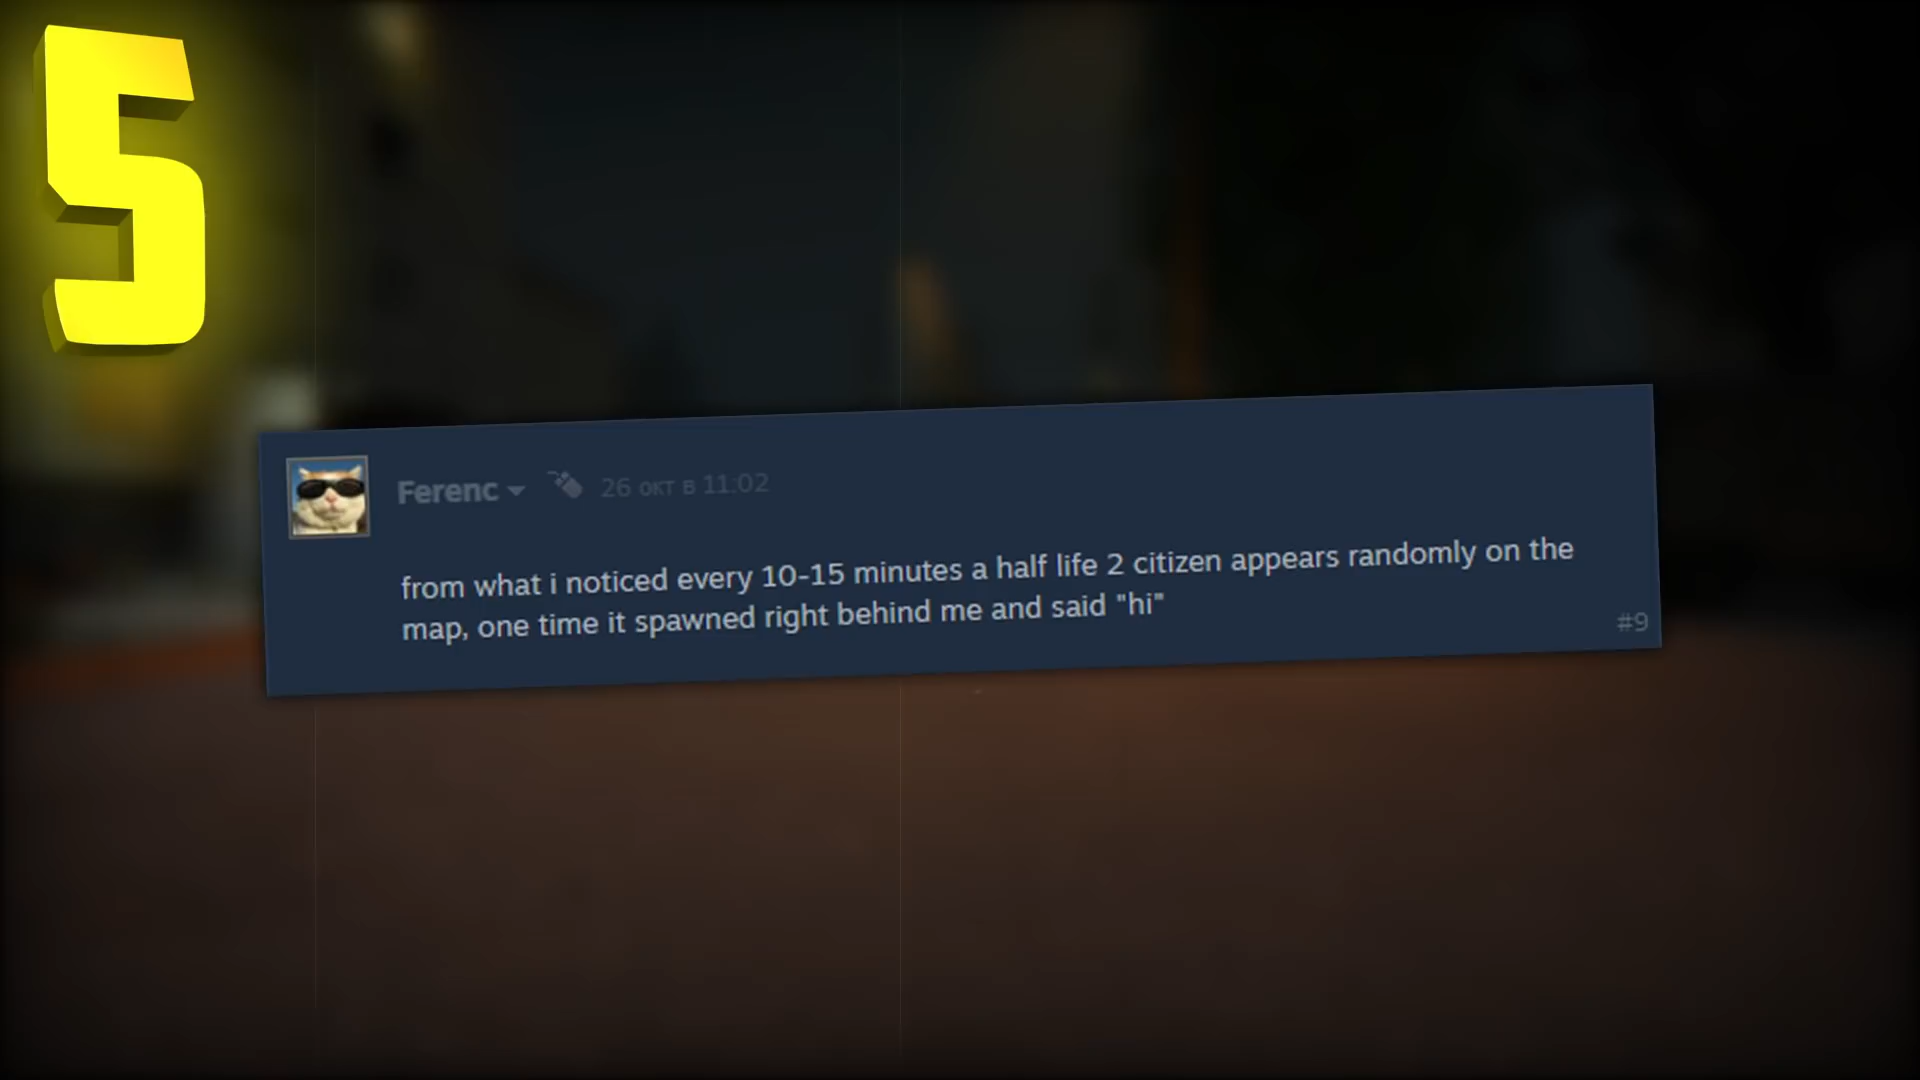 5
Ferenc 26 окт в 11:02
from what i noticed every 10-15 minutes a half life 2 citizen appears randomly on the
map, one time it spawned right behind me and said "hi"
#9